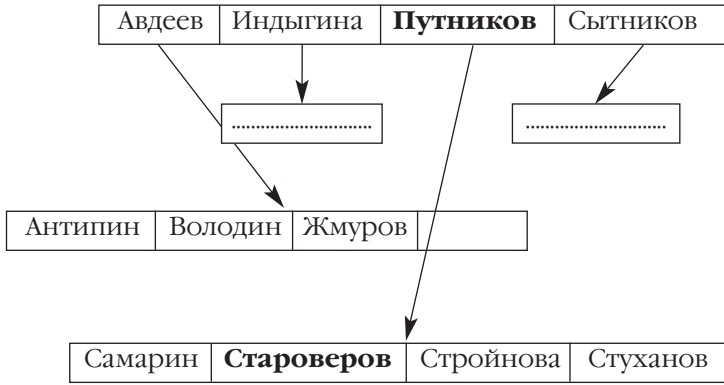 Авдеев Индыгина Путников Сытников
............................. .............................
Антипин Володин Жмуров
Самарин Староверов Стройнова Стуханов